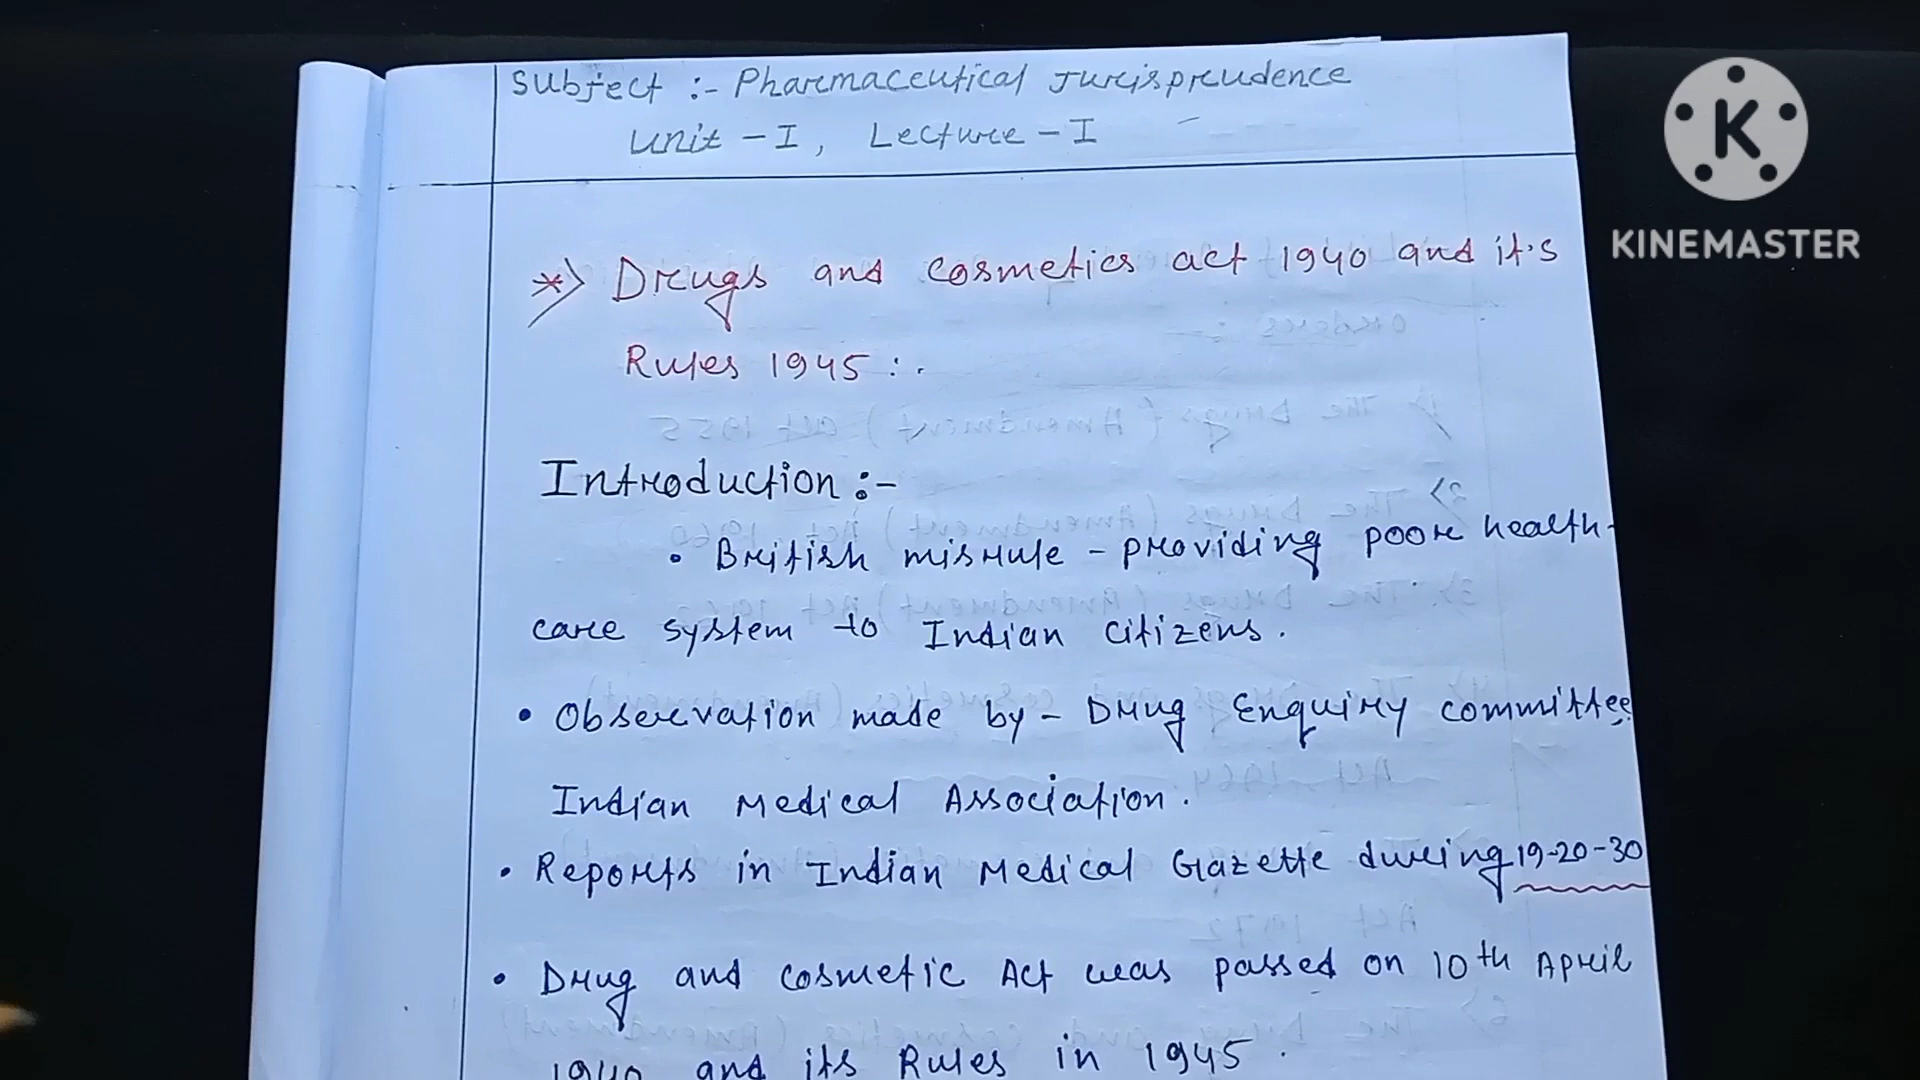 Subject :- Pharmaceutical Jurisprudence
Unit - I, Lecture - I
Drugs and cosmetics act 1940 and it's
Rules 1945 :.
Introduction :-
• British misrule - providing poor health-
care system to Indian citizens.
• Observation made by - Drug Enquiry committee
Indian Medical Association.
• Reports in Indian Medical Gazette during 19-20-30
• Drug and cosmetic Act was passed on 10th April
1940 and its Rules in 1945.
K
KINEMASTER